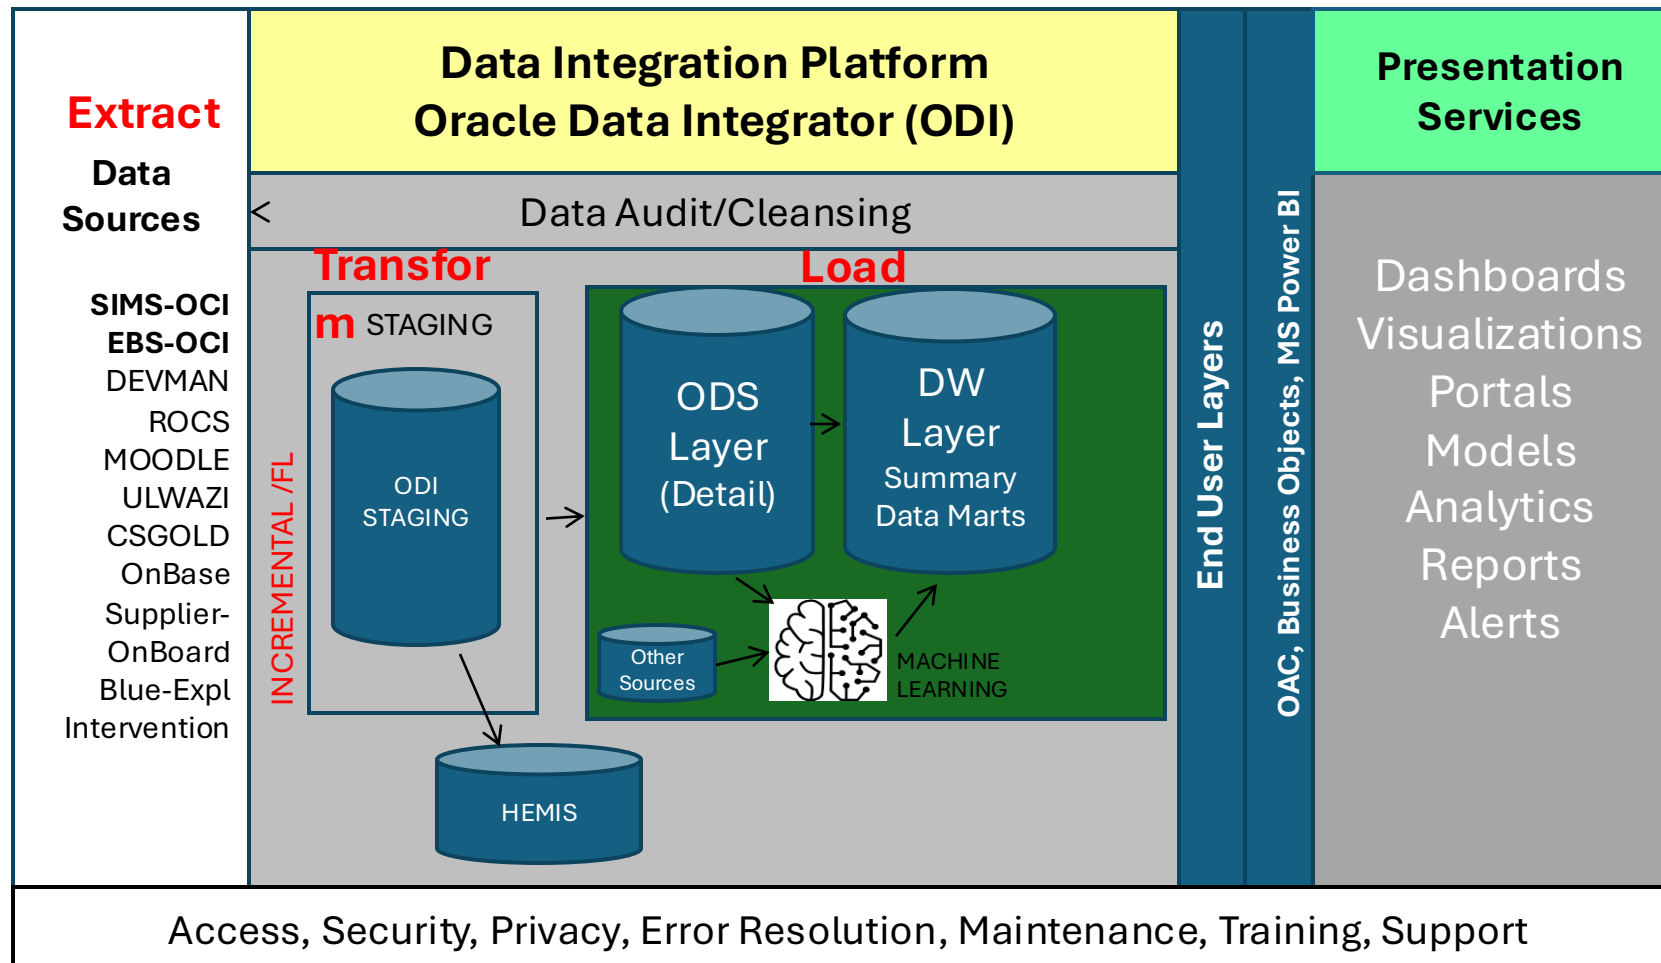 Extract
Data
Sources
SIMS-OCI
EBS-OCI
DEVMAN
ROCS
MOODLE
ULWAZI
CSGOLD
OnBase
Supplier-
OnBoard
Blue-Expl
Intervention
Data Integration Platform
Oracle Data Integrator (ODI)
< Data Audit/Cleansing
Transfor
m STAGING
INCREMENTAL /FL
ODI
STAGING
HEMIS
Load
ODS
Layer
(Detail)
DW
Layer
Summary
Data Marts
Other
Sources
MACHINE
LEARNING
End User Layers
OAC, Business Objects, MS Power BI
Presentation
Services
Dashboards
Visualizations
Portals
Models
Analytics
Reports
Alerts
Access, Security, Privacy, Error Resolution, Maintenance, Training, Support